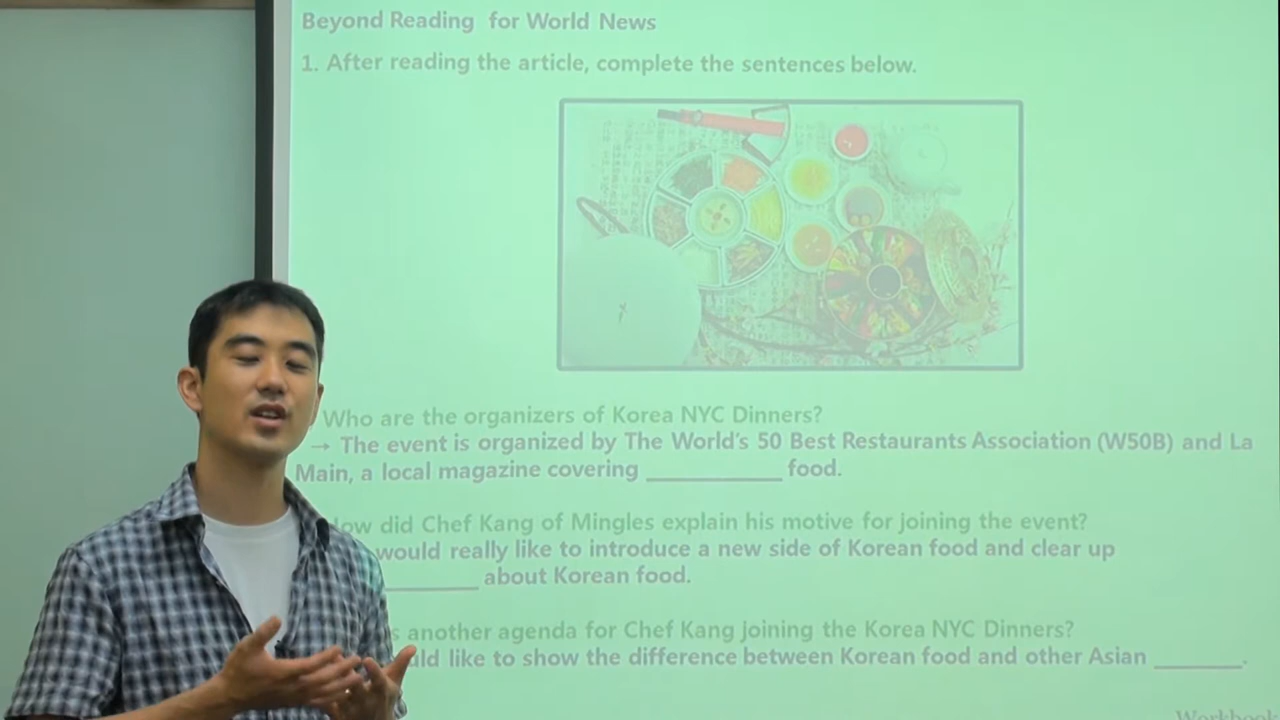 Beyond Reading for World News
1. After reading the article, complete the sentences below.
Who are the organizers of Korea NYC Dinners?
→ The event is organized by The World's 50 Best Restaurants Association (W50B) and La
Main, a local magazine covering __________ food.
did Chef Kang of Mingles explain his motive for joining the event?
would really like to introduce a new side of Korean food and clear up
__________ about Korean food.
another agenda for Chef Kang joining the Korea NYC Dinners?
like to show the difference between Korean food and other Asian ________.
Workbook